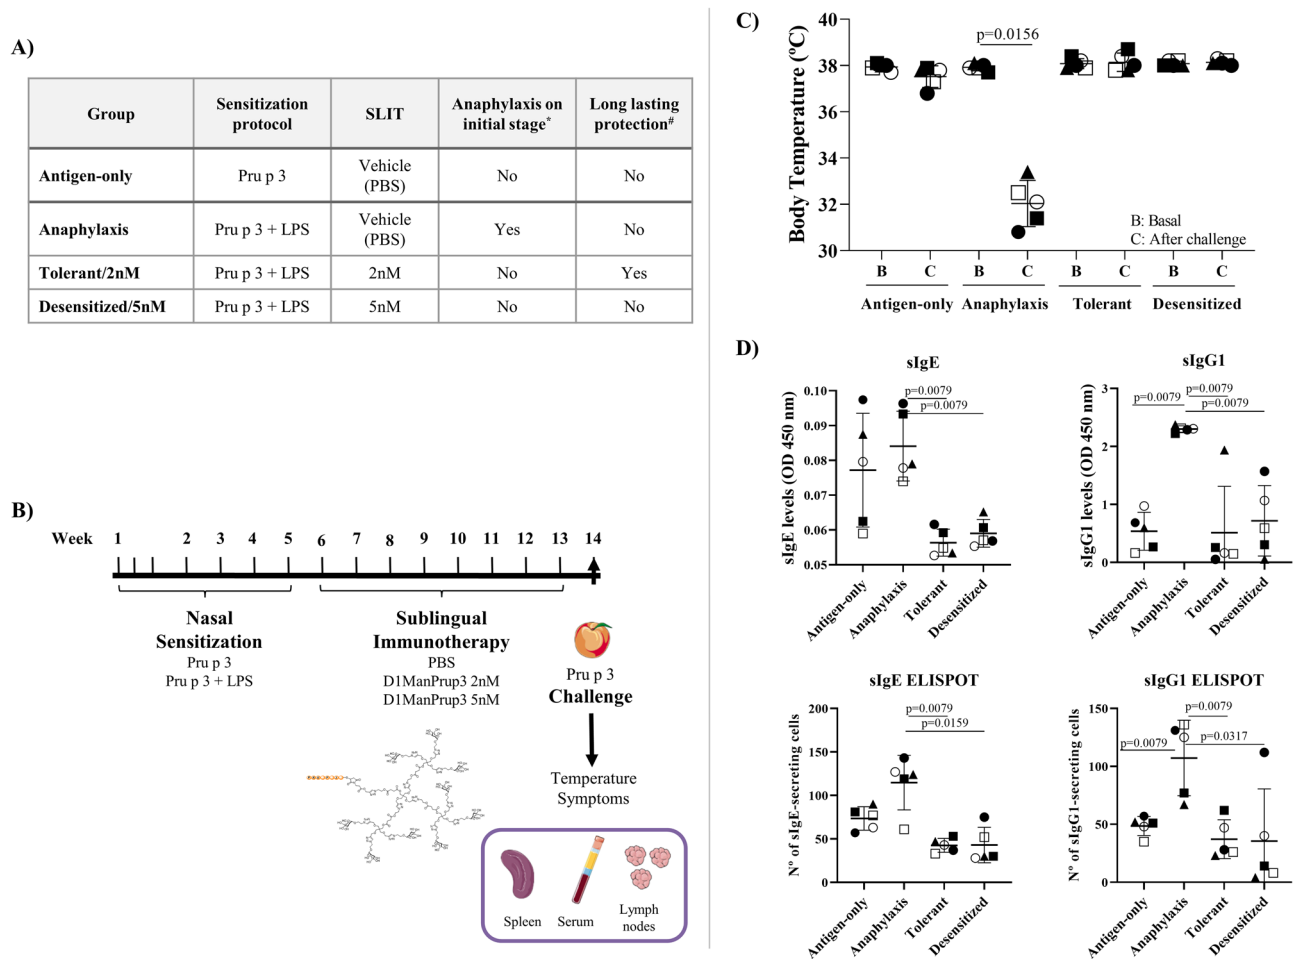 A)
Group
Sensitization
protocol
SLIT
Anaphylaxis on
initial stage*
Long lasting
protection#
Antigen-only
Pru p 3
Vehicle
(PBS)
No
No
Anaphylaxis
Pru p 3 + LPS
Vehicle
(PBS)
Yes
No
Tolerant/2nM
Pru p 3 + LPS
2nM
No
Yes
Desensitized/5nM
Pru p 3 + LPS
5nM
No
No
B)
Week 1 2 3 4 5 6 7 8 9 10 11 12 13 14
Nasal
Sensitization
Pru p 3
Pru p 3 + LPS
Sublingual
Immunotherapy
PBS
D1ManPrup3 2nM
D1ManPrup3 5nM
Pru p 3
Challenge
Temperature
Symptoms
Spleen
Serum
Lymph
nodes
C)
Body Temperature (ºC)
40
38
36
34
32
30
p=0.0156
B: Basal
C: After challenge
B C B C B C B C
Antigen-only Anaphylaxis Tolerant Desensitized
D)
sIgE
sIgE levels (OD 450 nm)
0.10
0.09
0.08
0.07
0.06
0.05
p=0.0079
p=0.0079
Antigen-only
Anaphylaxis
Tolerant
Desensitized
sIgG1
sIgG1 levels (OD 450 nm)
3
2
1
0
p=0.0079
p=0.0079
p=0.0079
Antigen-only
Anaphylaxis
Tolerant
Desensitized
sIgE ELISPOT
Nº of sIgE-secreting cells
200
150
100
50
0
p=0.0079
p=0.0159
Antigen-only
Anaphylaxis
Tolerant
Desensitized
sIgG1 ELISPOT
Nº of sIgG1-secreting cells
150
100
50
0
p=0.0079
p=0.0079
p=0.0317
Antigen-only
Anaphylaxis
Tolerant
Desensitized